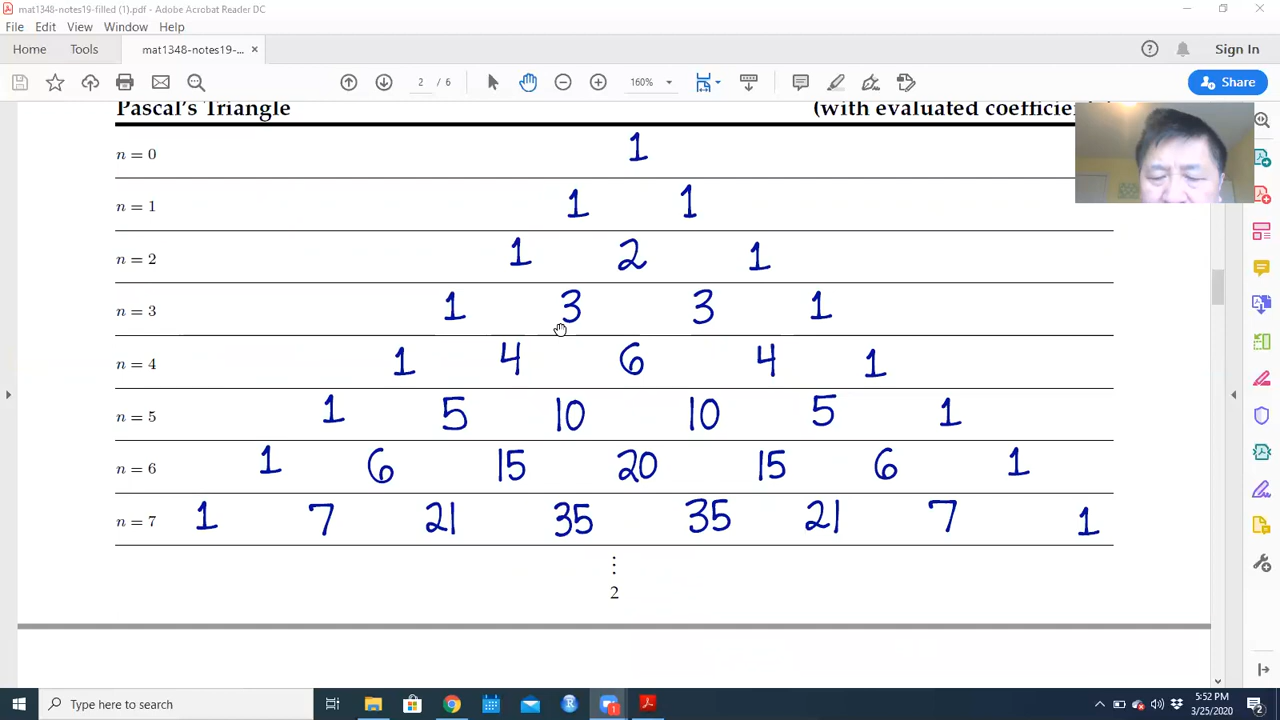 mat1348-notes19-filled (1).pdf - Adobe Acrobat Reader DC
File Edit View Window Help
Home Tools mat1348-notes19-... × Sign In
2 / 6 160% Share
Pascal's Triangle (with evaluated coefficie
n = 0 1
n = 1 1 1
n = 2 1 2 1
n = 3 1 3 3 1
n = 4 1 4 6 4 1
n = 5 1 5 10 10 5 1
n = 6 1 6 15 20 15 6 1
n = 7 1 7 21 35 35 21 7 1
⋮
2
Type here to search
5:52 PM
3/25/2020
2